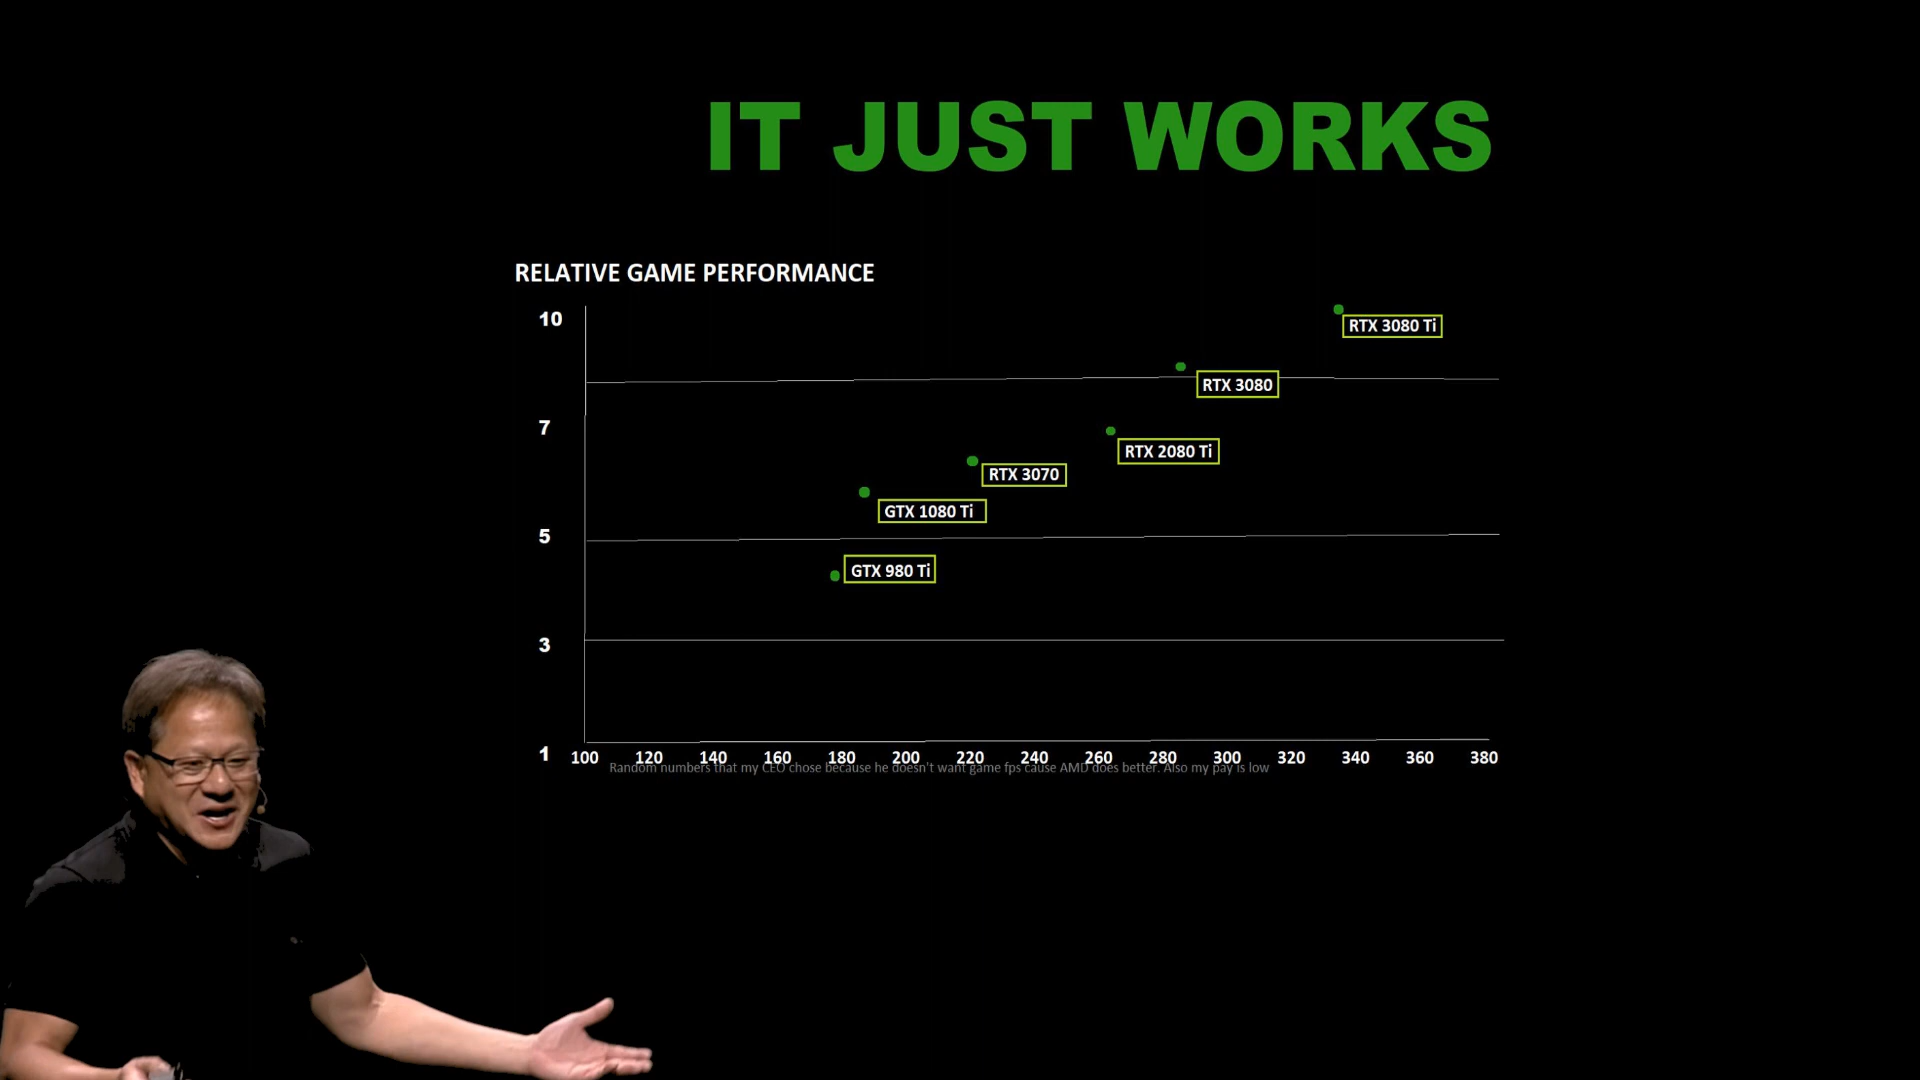 IT JUST WORKS
RELATIVE GAME PERFORMANCE
10
RTX 3080 Ti
RTX 3080
7
RTX 2080 Ti
RTX 3070
GTX 1080 Ti
5
GTX 980 Ti
3
1
100 120 140 160 180 200 220 240 260 280 300 320 340 360 380
Random numbers that my CEO chose because he doesn't want game fps cause AMD does better. Also my pay is low